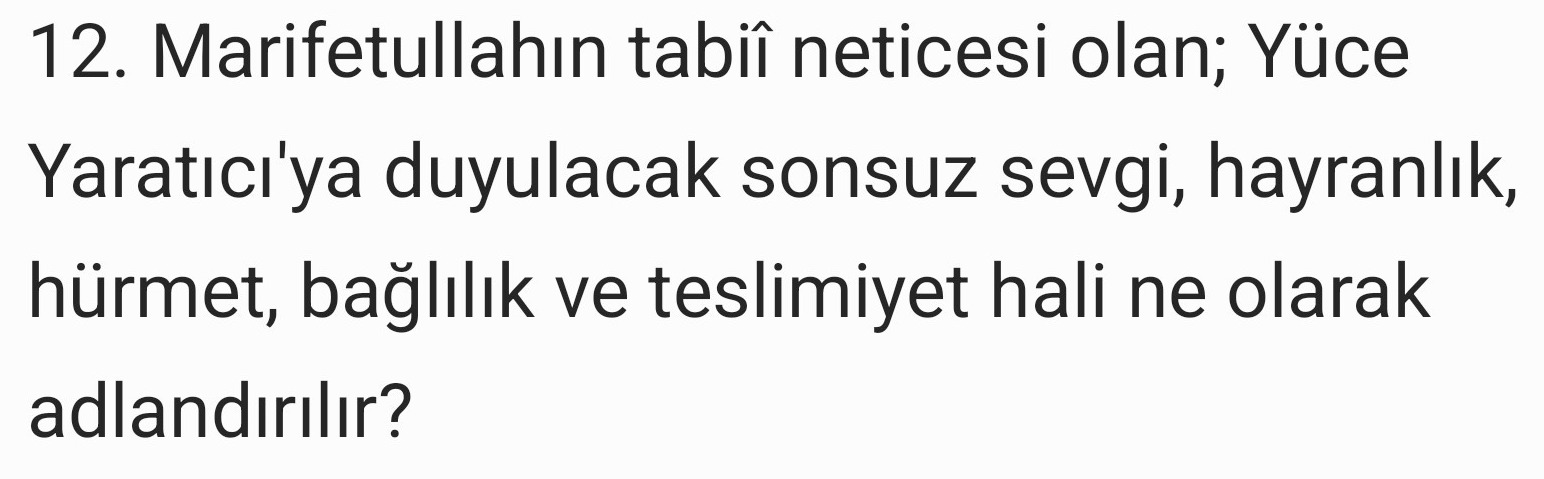 12. Marifetullahın tabiî neticesi olan; Yüce
Yaratıcı'ya duyulacak sonsuz sevgi, hayranlık,
hürmet, bağlılık ve teslimiyet hali ne olarak
adlandırılır?